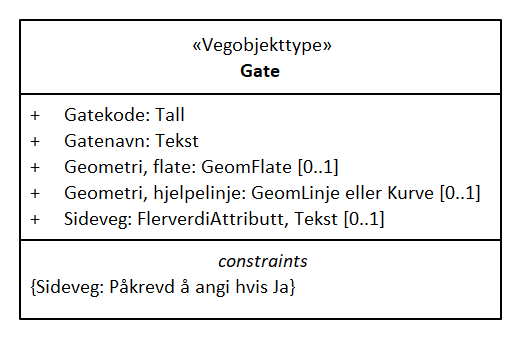 «Vegobjekttype»
Gate
+ Gatekode: Tall
+ Gatenavn: Tekst
+ Geometri, flate: GeomFlate [0..1]
+ Geometri, hjelpelinje: GeomLinje eller Kurve [0..1]
+ Sideveg: FlerverdiAttributt, Tekst [0..1]
constraints
{Sideveg: Påkrevd å angi hvis Ja}